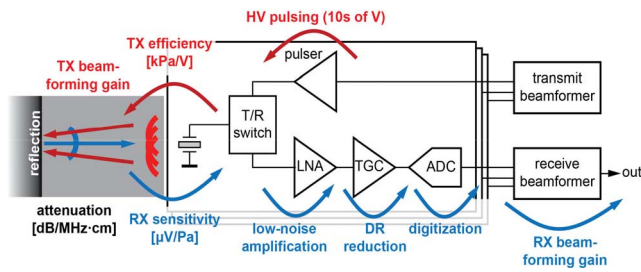 HV pulsing (10s of V)
TX efficiency
[kPa/V]
TX beam-
forming gain
pulser
transmit
beamformer
T/R
switch
reflection
LNA
TGC
ADC
receive
beamformer
out
attenuation
[dB/MHz·cm]
RX sensitivity
[µV/Pa]
low-noise
amplification
DR
reduction
digitization
RX beam-
forming gain